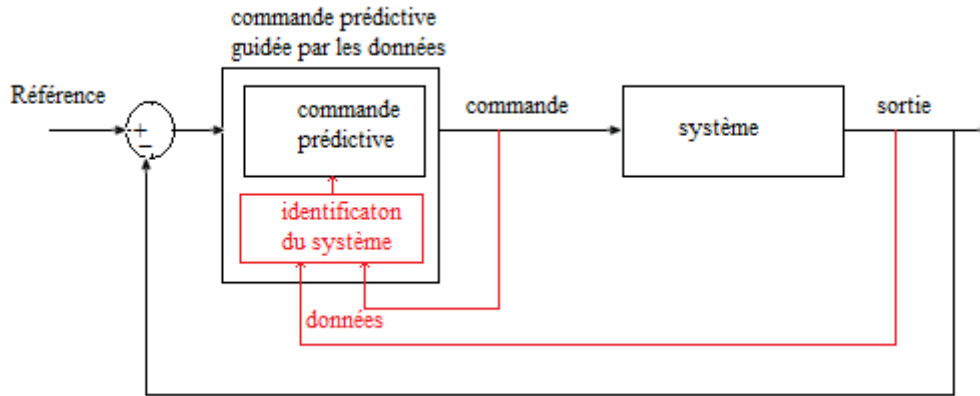 commande prédictive
guidée par les données
Référence
+
−
commande
prédictive
commande
système
sortie
identificaton
du système
données